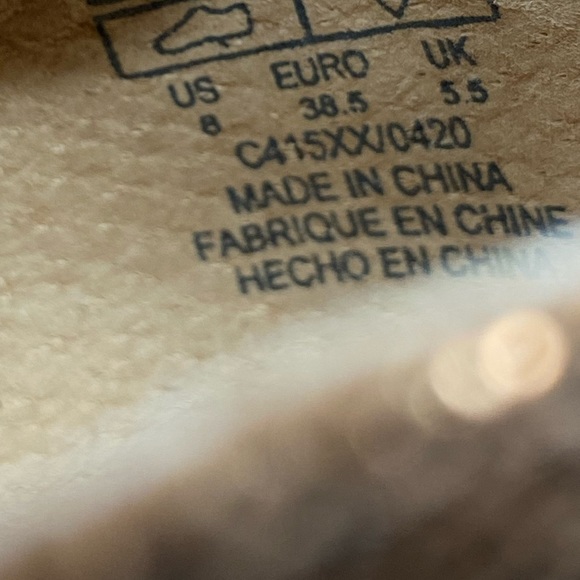 US EURO UK
8 38.5 5.5
C415XX/0420
MADE IN CHINA
FABRIQUE EN CHINE
HECHO EN CHINA